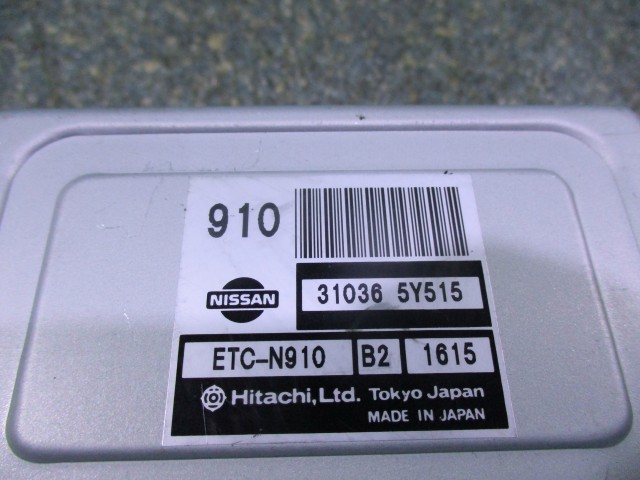 910
NISSAN
31036 5Y515
ETC-N910 B2 1615
Hitachi,Ltd. Tokyo Japan
MADE IN JAPAN